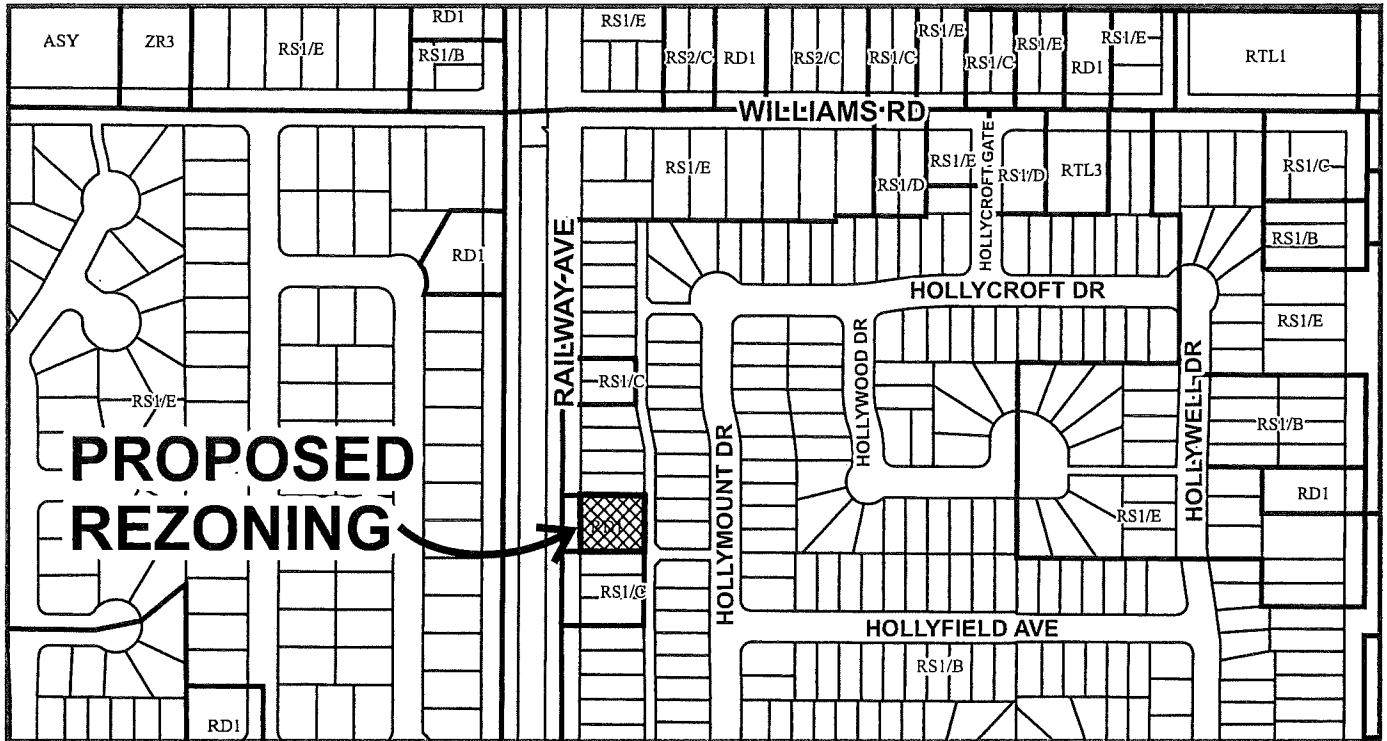 RD1
RS1/E
ASY
ZR3
RS1/E
RS1/B
RS2/C
RD1
RS2/C
RS1/C
RS1/E
RS1/C
RS1/E
RD1
RS1/E
RTL1
WILLIAMS RD
RS1/E
RS1/D
RS1/E
HOLLYCROFT GATE
RS1/D
RTL3
RS1/C
RS1/B
RD1
RAILWAY AVE
HOLLYCROFT DR
RS1/E
HOLLYWOOD DR
HOLLYWELL DR
RS1/C
RS1/E
RS1/B
PROPOSED
REZONING
HOLLYMOUNT DR
RD1
RD1
RS1/E
RS1/C
HOLLYFIELD AVE
RS1/B
RD1